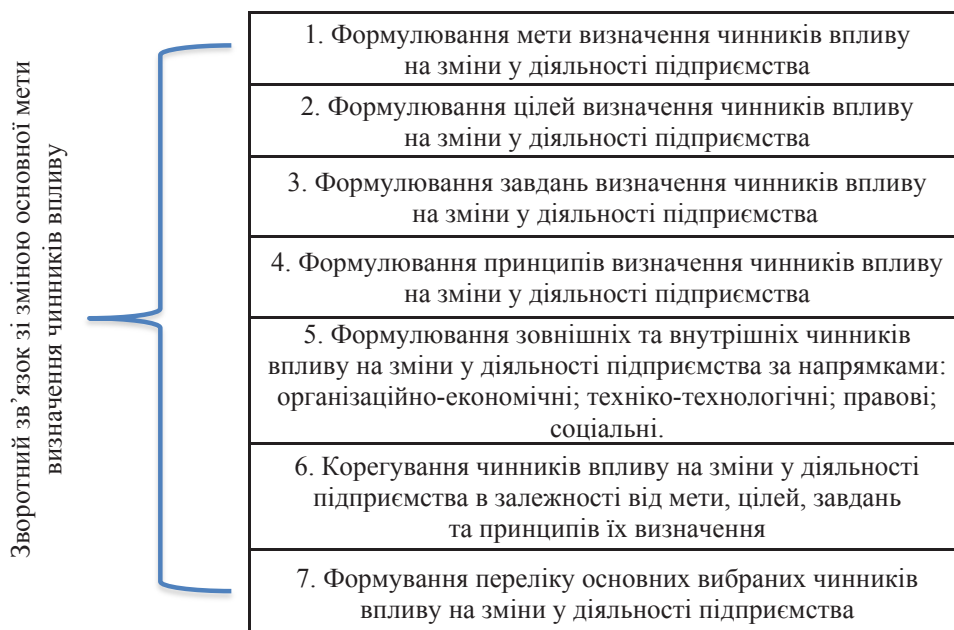 Зворотний зв’язок зі зміною основної мети
визначення чинників впливу
1. Формулювання мети визначення чинників впливу
на зміни у діяльності підприємства
2. Формулювання цілей визначення чинників впливу
на зміни у діяльності підприємства
3. Формулювання завдань визначення чинників впливу
на зміни у діяльності підприємства
4. Формулювання принципів визначення чинників впливу
на зміни у діяльності підприємства
5. Формулювання зовнішніх та внутрішніх чинників
впливу на зміни у діяльності підприємства за напрямками:
організаційно-економічні; техніко-технологічні; правові;
соціальні.
6. Корегування чинників впливу на зміни у діяльності
підприємства в залежності від мети, цілей, завдань
та принципів їх визначення
7. Формування переліку основних вибраних чинників
впливу на зміни у діяльності підприємства